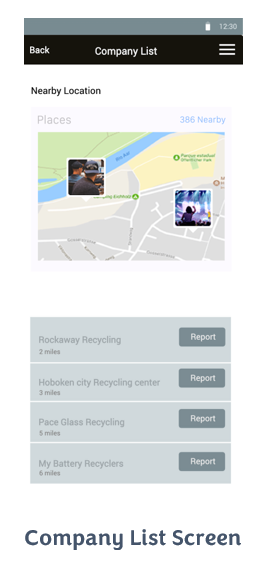 12:30
Back Company List
Nearby Location
Places 386 Nearby
Rockaway Recycling Report
2 miles
Hoboken city Recycling center Report
3 miles
Pace Glass Recycling Report
5 miles
My Battery Recyclers Report
6 miles
Company List Screen